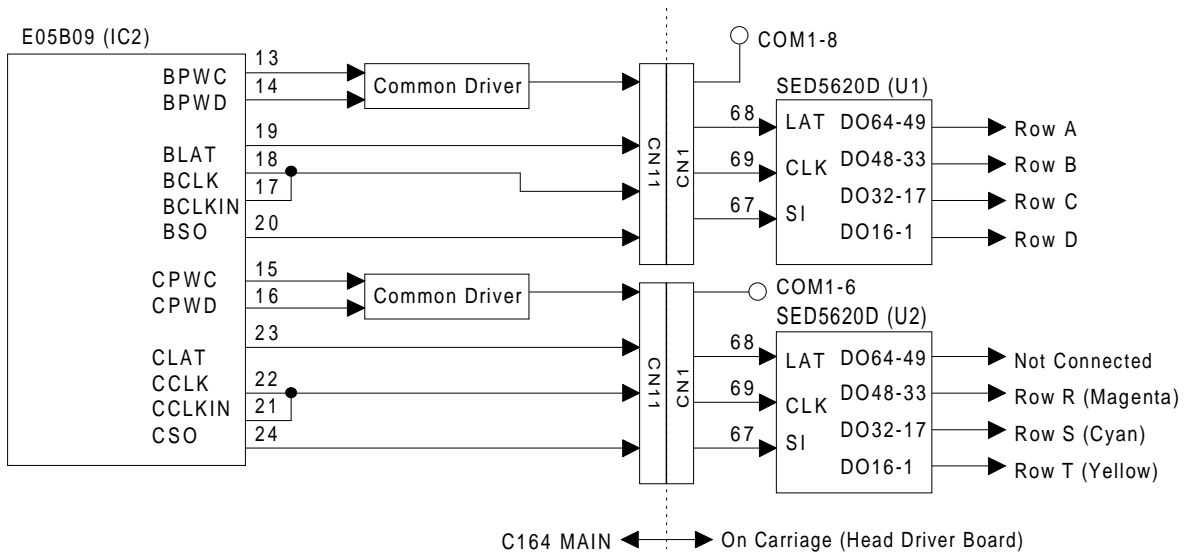 E05B09 (IC2)
BPWC 13
BPWD 14
BLAT 19
BCLK 18
BCLKIN 17
BSO 20
CPWC 15
CPWD 16
CLAT 23
CCLK 22
CCLKIN 21
CSO 24
Common Driver
Common Driver
CN11
CN1
CN11
CN1
COM1-8
SED5620D (U1)
68 LAT DO64-49 Row A
69 CLK DO48-33 Row B
67 SI DO32-17 Row C
DO16-1 Row D
COM1-6
SED5620D (U2)
68 LAT DO64-49 Not Connected
69 CLK DO48-33 Row R (Magenta)
67 SI DO32-17 Row S (Cyan)
DO16-1 Row T (Yellow)
C164 MAIN On Carriage (Head Driver Board)